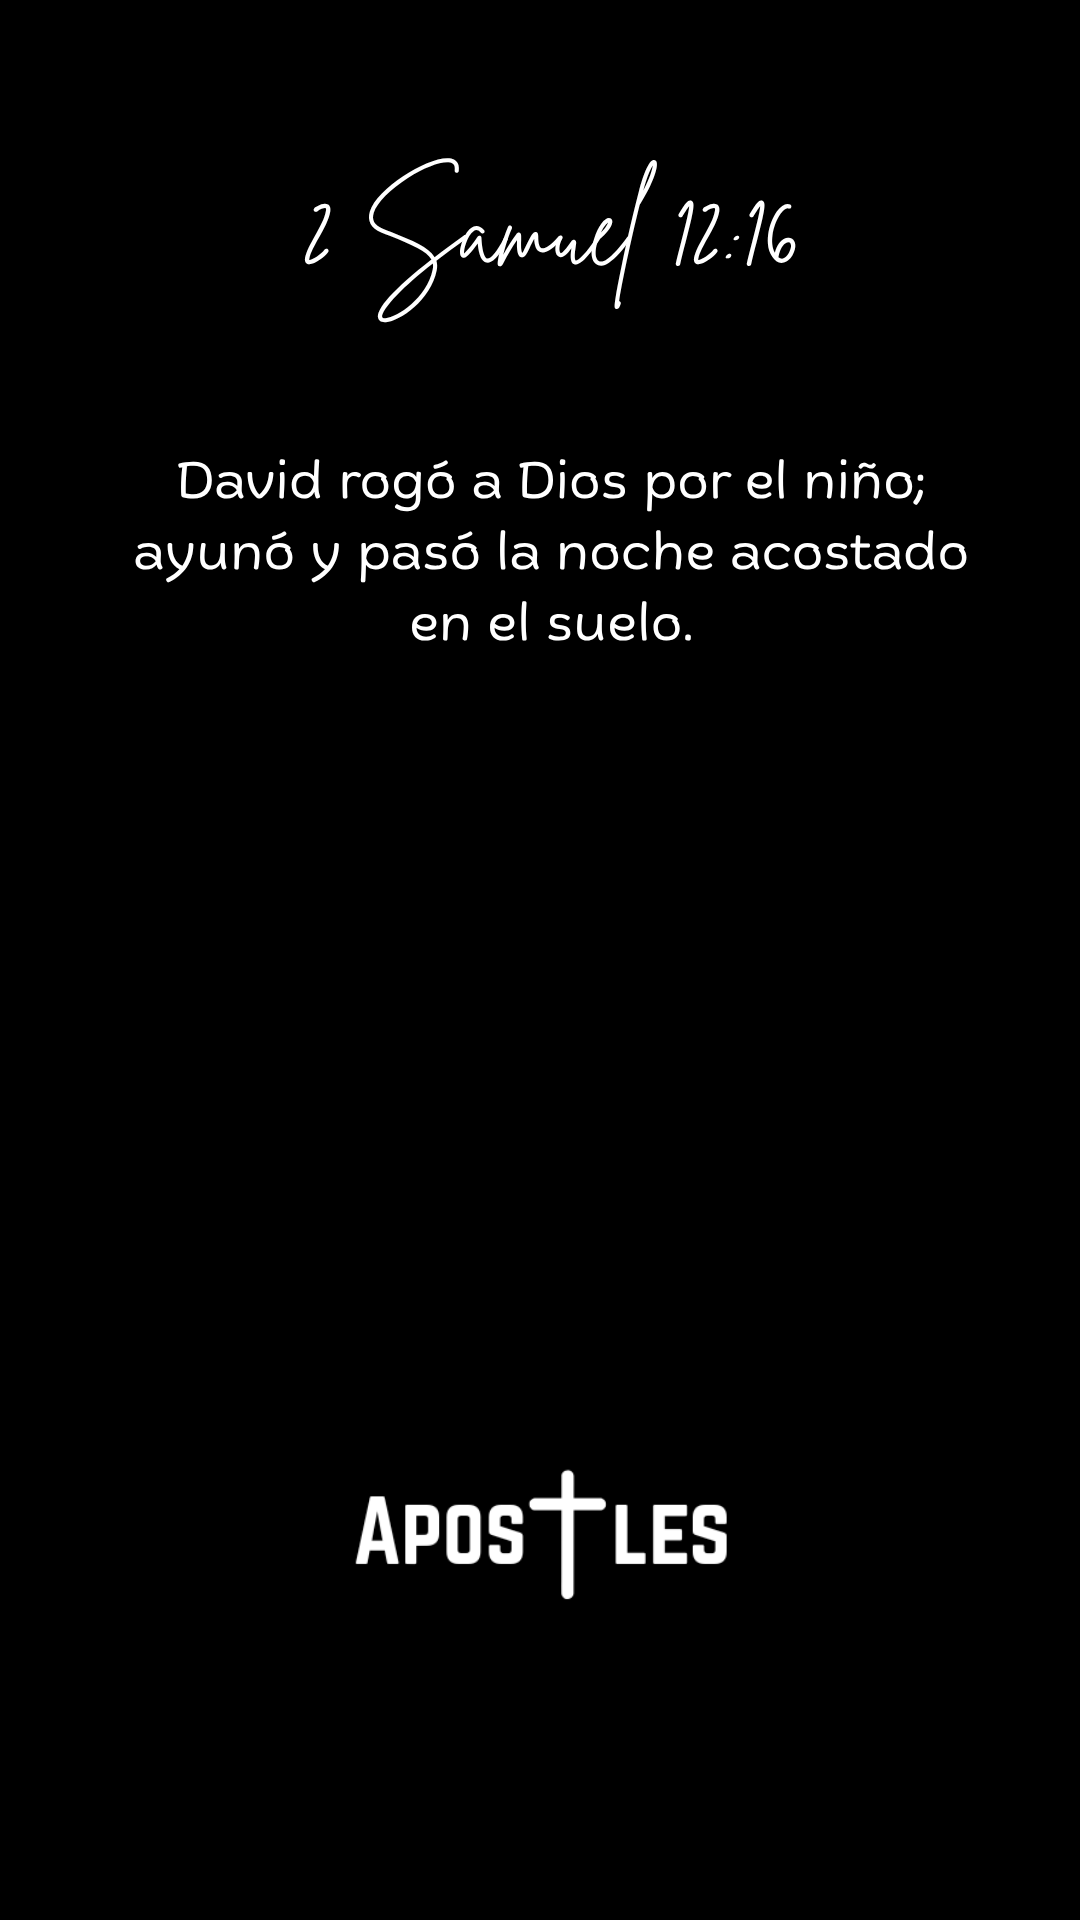 2 Samuel 12:16
David rogó a Dios por el niño;
ayunó y pasó la noche acostado
en el suelo.
APOSTLES